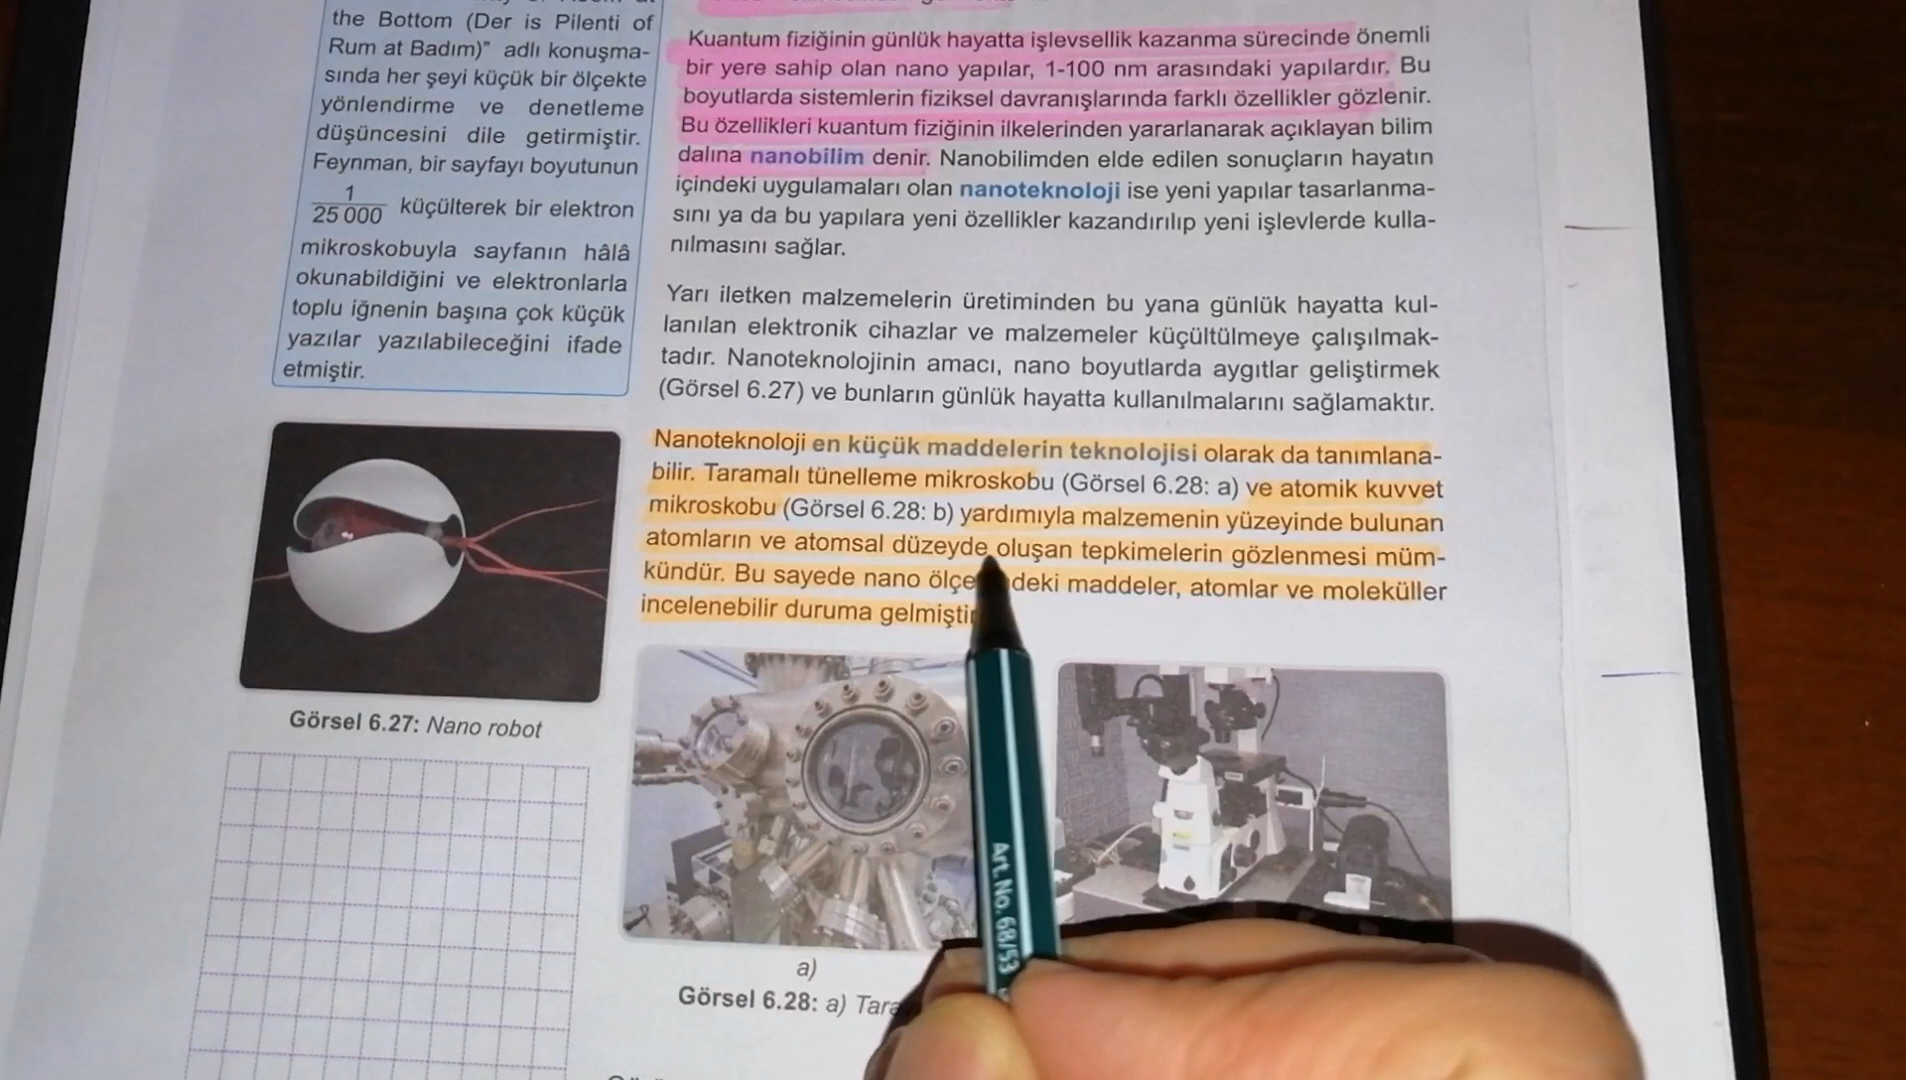 the Bottom (Der is Pilenti of
Rum at Badım)" adlı konuşma-
sında her şeyi küçük bir ölçekte
yönlendirme ve denetleme
düşüncesini dile getirmiştir.
Feynman, bir sayfayı boyutunun
1
25 000 küçülterek bir elektron
mikroskobuyla sayfanın hâlâ
okunabildiğini ve elektronlarla
toplu iğnenin başına çok küçük
yazılar yazılabileceğini ifade
etmiştir.
Kuantum fiziğinin günlük hayatta işlevsellik kazanma sürecinde önemli
bir yere sahip olan nano yapılar, 1-100 nm arasındaki yapılardır. Bu
boyutlarda sistemlerin fiziksel davranışlarında farklı özellikler gözlenir.
Bu özellikleri kuantum fiziğinin ilkelerinden yararlanarak açıklayan bilim
dalına nanobilim denir. Nanobilimden elde edilen sonuçların hayatın
içindeki uygulamaları olan nanoteknoloji ise yeni yapılar tasarlanma-
sını ya da bu yapılara yeni özellikler kazandırılıp yeni işlevlerde kulla-
nılmasını sağlar.
Yarı iletken malzemelerin üretiminden bu yana günlük hayatta kul-
lanılan elektronik cihazlar ve malzemeler küçültülmeye çalışılmak-
tadır. Nanoteknolojinin amacı, nano boyutlarda aygıtlar geliştirmek
(Görsel 6.27) ve bunların günlük hayatta kullanılmalarını sağlamaktır.
Nanoteknoloji en küçük maddelerin teknolojisi olarak da tanımlana-
bilir. Taramalı tünelleme mikroskobu (Görsel 6.28: a) ve atomik kuvvet
mikroskobu (Görsel 6.28: b) yardımıyla malzemenin yüzeyinde bulunan
atomların ve atomsal düzeyde oluşan tepkimelerin gözlenmesi müm-
kündür. Bu sayede nano ölçe deki maddeler, atomlar ve moleküller
incelenebilir duruma gelmiştir
Görsel 6.27: Nano robot
a)
Görsel 6.28: a) Tara
Art. No. 68/53